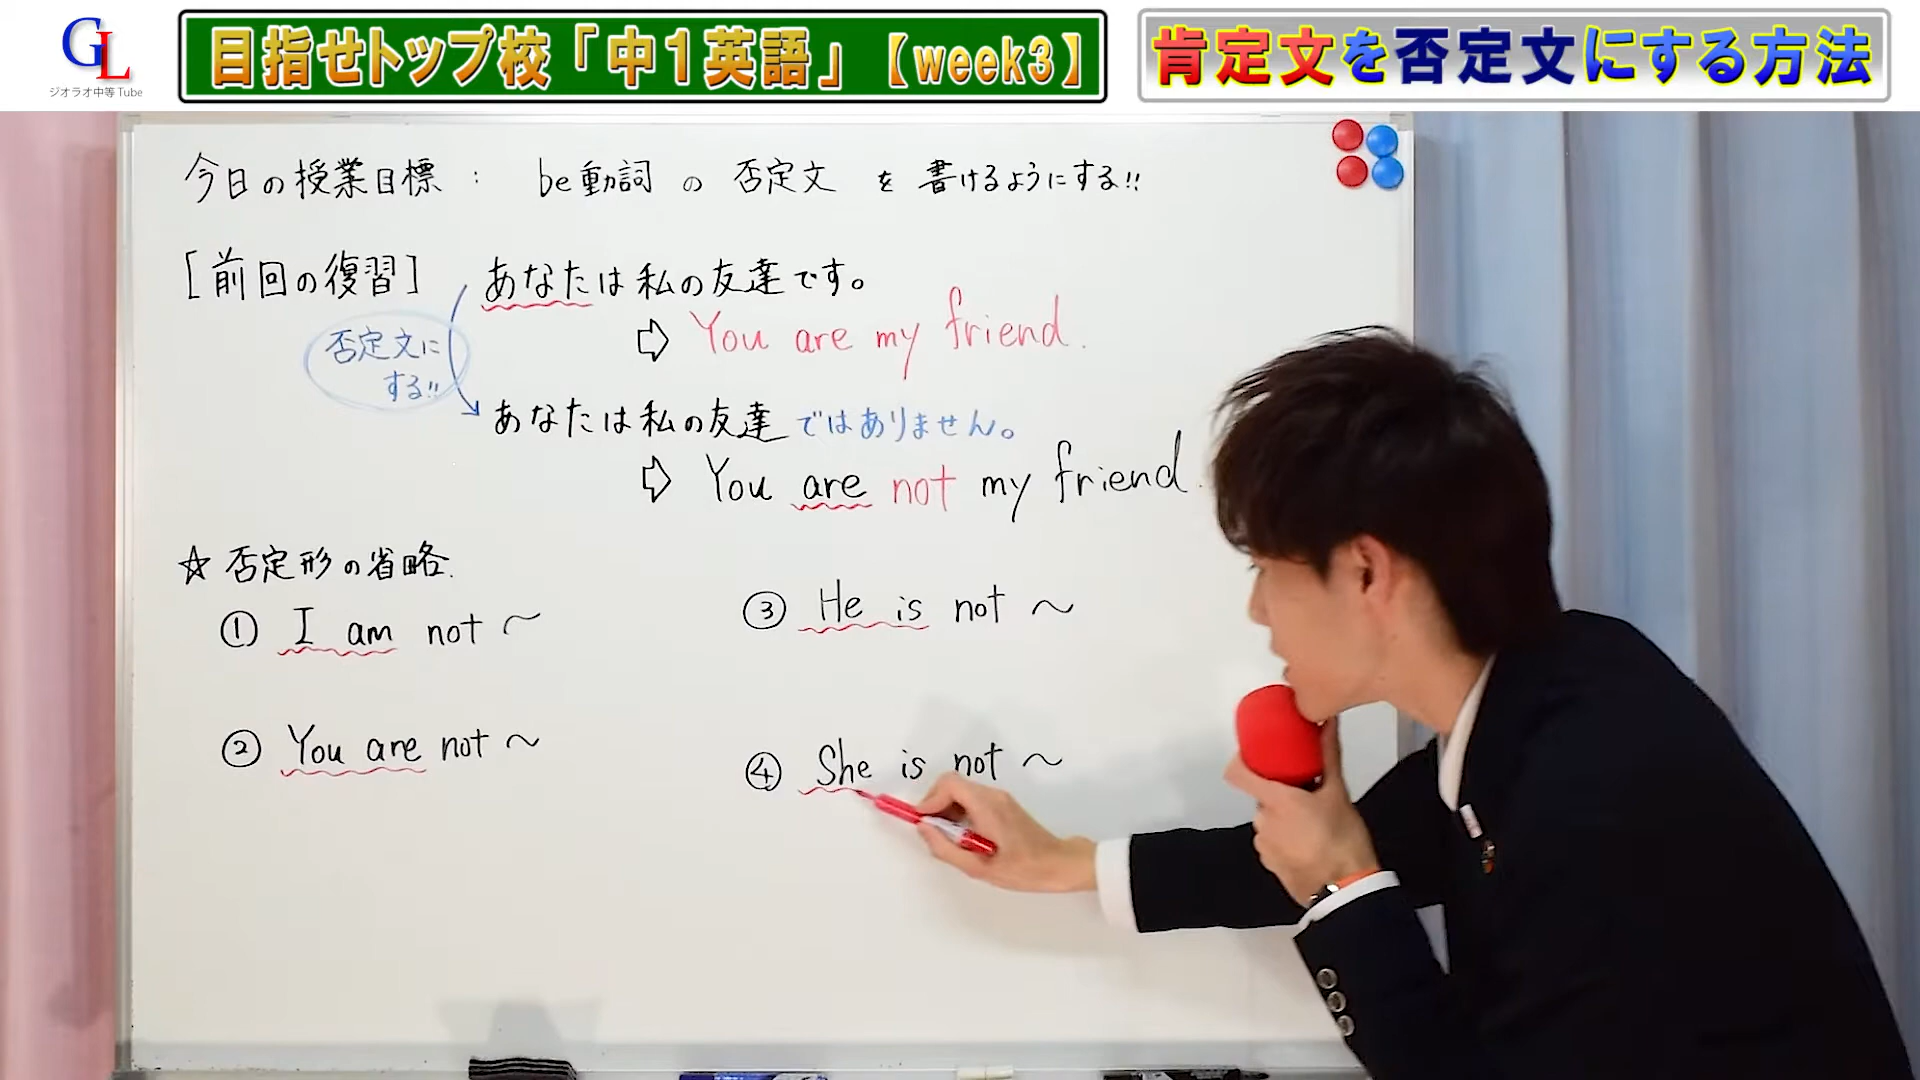 GL
ジオラオ中等Tube
目指せトップ校「中1英語」【week3】
肯定文を否定文にする方法
今日の授業目標： be動詞 の 否定文 を 書けるようにする!!
[前回の復習] あなたは私の友達です。
⇨ You are my friend.
否定文に
する!!
あなたは私の友達ではありません。
⇨ You are not my friend.
☆ 否定形の省略.
① I am not ～
② You are not ～
③ He is not ～
④ She is not ～